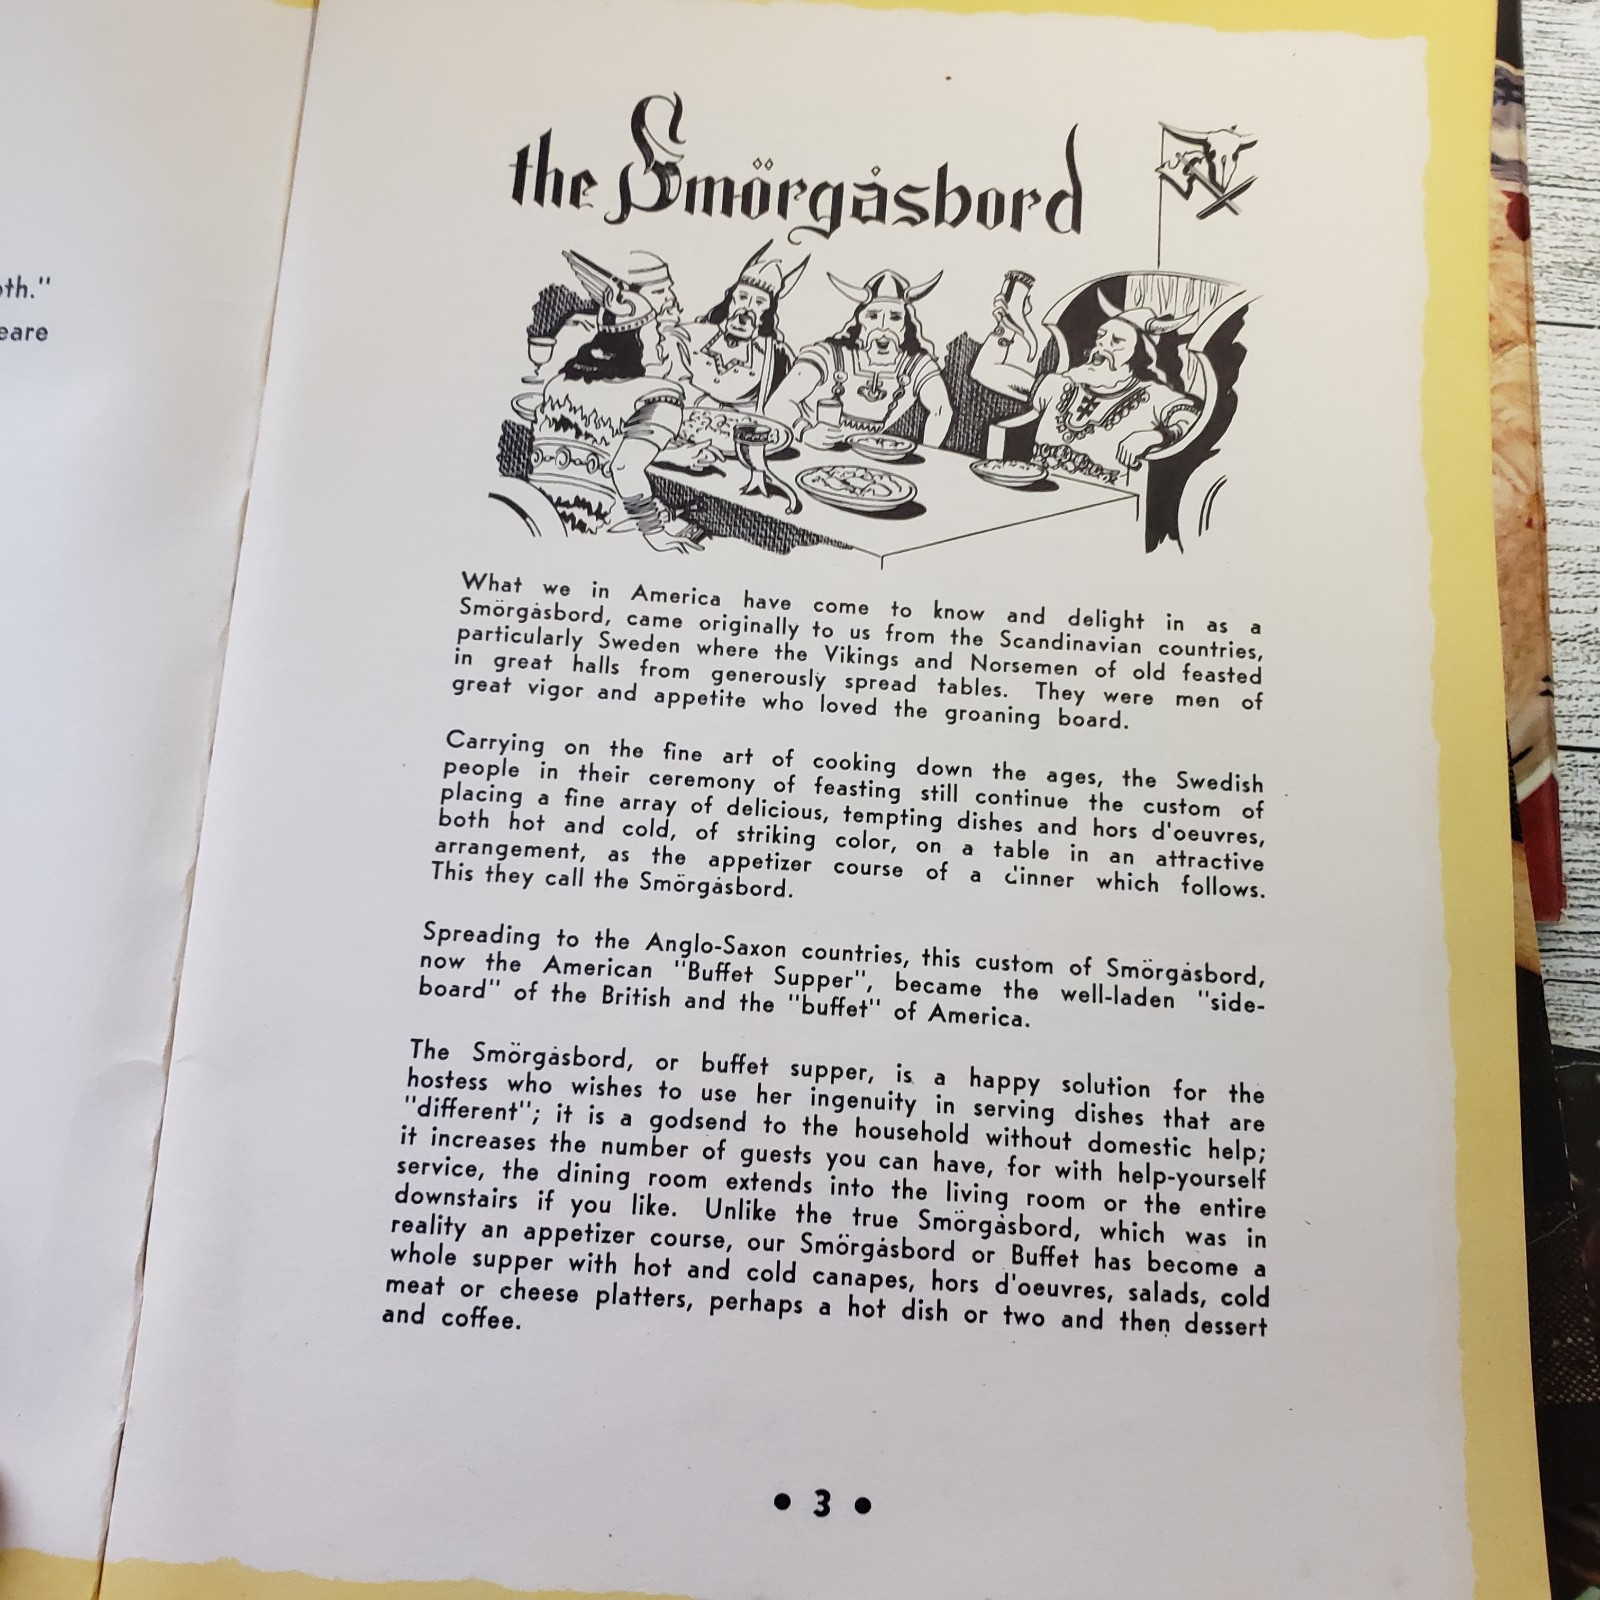 the Smörgåsbord
What we in America have come to know and delight in as a
Smörgåsbord, came originally to us from the Scandinavian countries,
particularly Sweden where the Vikings and Norsemen of old feasted
in great halls from generously spread tables. They were men of
great vigor and appetite who loved the groaning board.
Carrying on the fine art of cooking down the ages, the Swedish
people in their ceremony of feasting still continue the custom of
placing a fine array of delicious, tempting dishes and hors d'oeuvres,
both hot and cold, of striking color, on a table in an attractive
arrangement, as the appetizer course of a dinner which follows.
This they call the Smörgåsbord.
Spreading to the Anglo-Saxon countries, this custom of Smörgåsbord,
now the American "Buffet Supper", became the well-laden "side-
board" of the British and the "buffet" of America.
The Smörgåsbord, or buffet supper, is a happy solution for the
hostess who wishes to use her ingenuity in serving dishes that are
"different"; it is a godsend to the household without domestic help;
it increases the number of guests you can have, for with help-yourself
service, the dining room extends into the living room or the entire
downstairs if you like. Unlike the true Smörgåsbord, which was in
reality an appetizer course, our Smörgåsbord or Buffet has become a
whole supper with hot and cold canapes, hors d'oeuvres, salads, cold
meat or cheese platters, perhaps a hot dish or two and then dessert
and coffee.
• 3 •